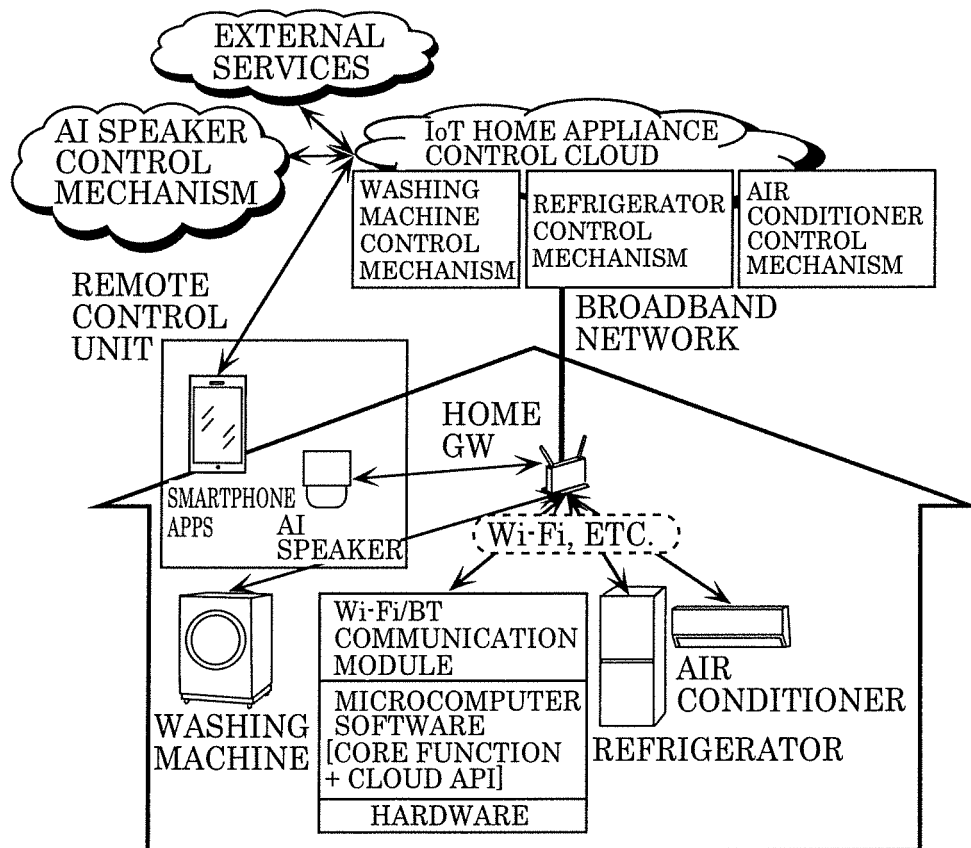 EXTERNAL
SERVICES
AI SPEAKER
CONTROL
MECHANISM
IoT HOME APPLIANCE
CONTROL CLOUD
WASHING
MACHINE
CONTROL
MECHANISM
REFRIGERATOR
CONTROL
MECHANISM
AIR
CONDITIONER
CONTROL
MECHANISM
REMOTE
CONTROL
UNIT
BROADBAND
NETWORK
HOME
GW
SMARTPHONE
APPS
AI
SPEAKER
Wi-Fi, ETC.
WASHING
MACHINE
Wi-Fi/BT
COMMUNICATION
MODULE
MICROCOMPUTER
SOFTWARE
[CORE FUNCTION
+ CLOUD API]
HARDWARE
AIR
CONDITIONER
REFRIGERATOR